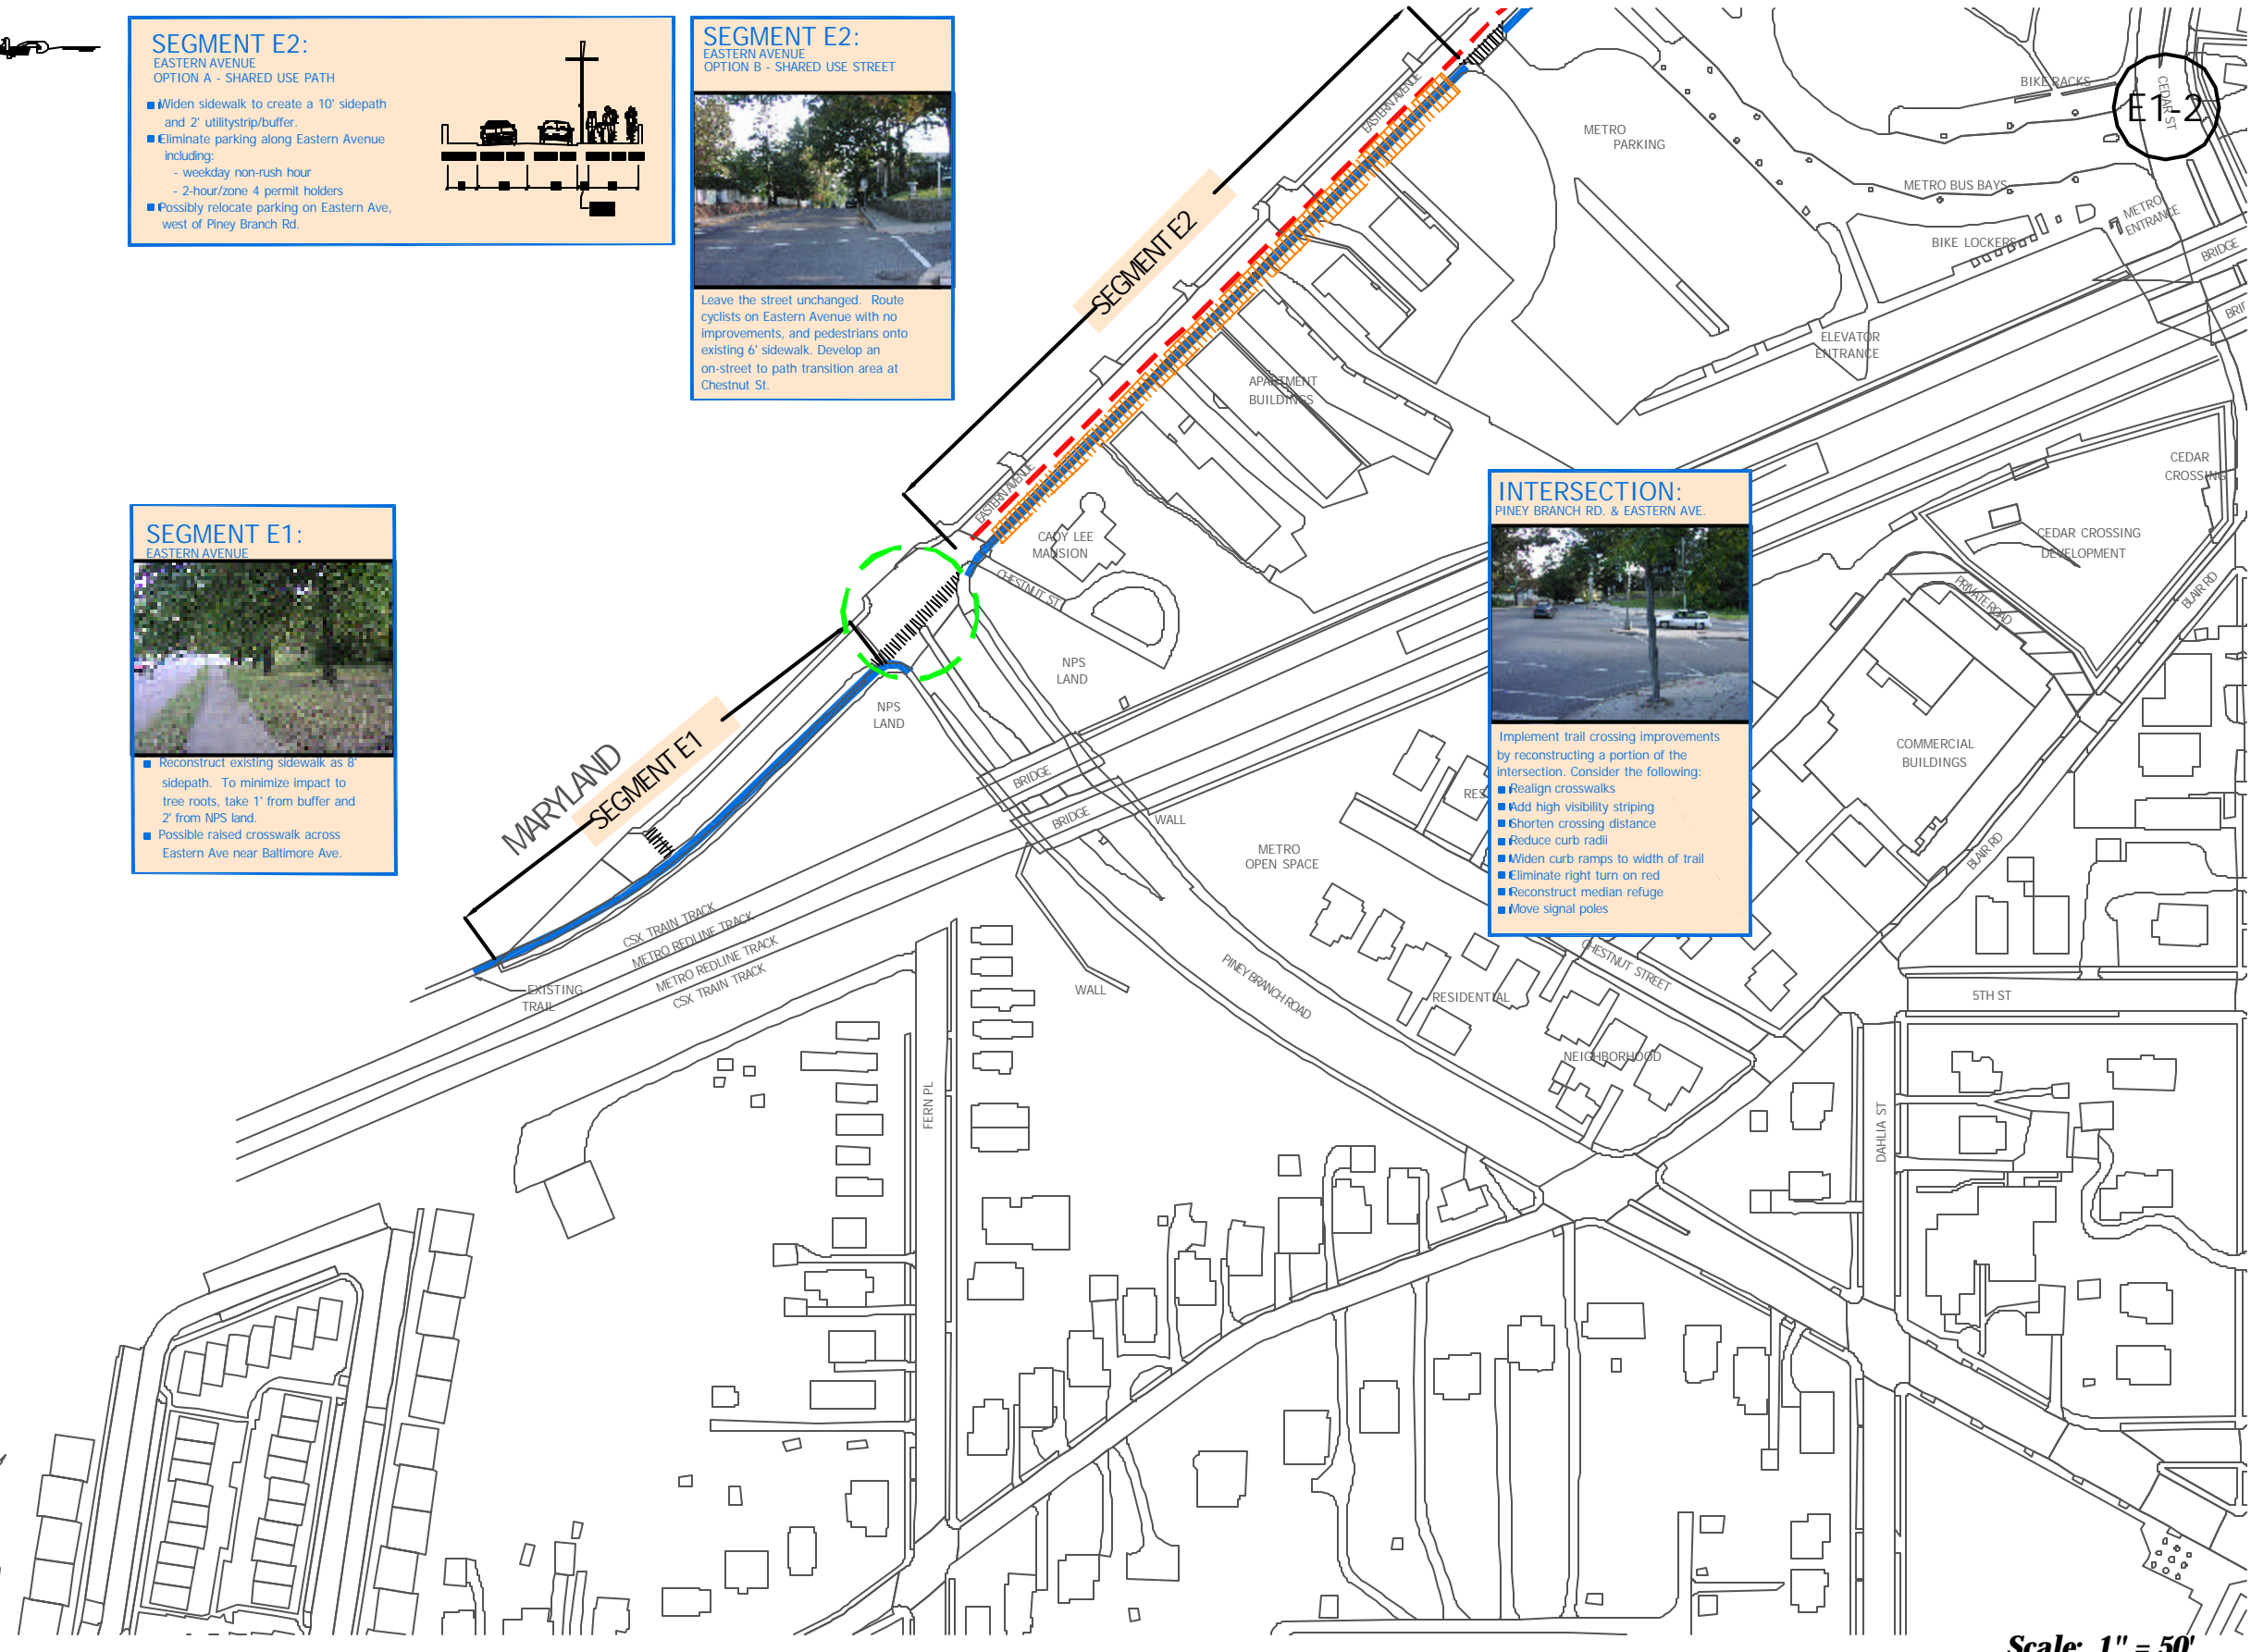 SEGMENT E2:
EASTERN AVENUE
OPTION A - SHARED USE PATH
Widen sidewalk to create a 10' sidepath
and 2' utilitystrip/buffer.
Eliminate parking along Eastern Avenue
including:
- weekday non-rush hour
- 2-hour/zone 4 permit holders
Possibly relocate parking on Eastern Ave,
west of Piney Branch Rd.
SEGMENT E2:
EASTERN AVENUE
OPTION B - SHARED USE STREET
Leave the street unchanged. Route
cyclists on Eastern Avenue with no
improvements, and pedestrians onto
existing 6' sidewalk. Develop an
on-street to path transition area at
Chestnut St.
SEGMENT E1:
EASTERN AVENUE
Reconstruct existing sidewalk as 8'
sidepath. To minimize impact to
tree roots, take 1' from buffer and
2' from NPS land.
Possible raised crosswalk across
Eastern Ave near Baltimore Ave.
INTERSECTION:
PINEY BRANCH RD. & EASTERN AVE.
Implement trail crossing improvements
by reconstructing a portion of the
intersection. Consider the following:
Realign crosswalks
Add high visibility striping
Shorten crossing distance
Reduce curb radii
Widen curb ramps to width of trail
Eliminate right turn on red
Reconstruct median refuge
Move signal poles
SEGMENT E2
EASTERN AVENUE
EASTERN AVENUE
METRO
PARKING
BIKE RACKS
CEDAR ST
E1-2
METRO BUS BAYS
METRO
ENTRANCE
BIKE LOCKERS
BRIDGE
ELEVATOR
ENTRANCE
APARTMENT
BUILDINGS
CADY LEE
MANSION
CHESTNUT ST
CEDAR
CROSSING
CEDAR CROSSING
DEVELOPMENT
PRIVATE ROAD
BLAIR RD
NPS
LAND
NPS
LAND
MARYLAND
SEGMENT E1
BRIDGE
BRIDGE
WALL
METRO
OPEN SPACE
COMMERCIAL
BUILDINGS
BLAIR RD
CSX TRAIN TRACK
METRO REDLINE TRACK
METRO REDLINE TRACK
CSX TRAIN TRACK
EXISTING
TRAIL
WALL
PINEY BRANCH ROAD
RESIDENTIAL
CHESTNUT STREET
5TH ST
NEIGHBORHOOD
FERN PL
DAHLIA ST
Scale: 1" = 50'